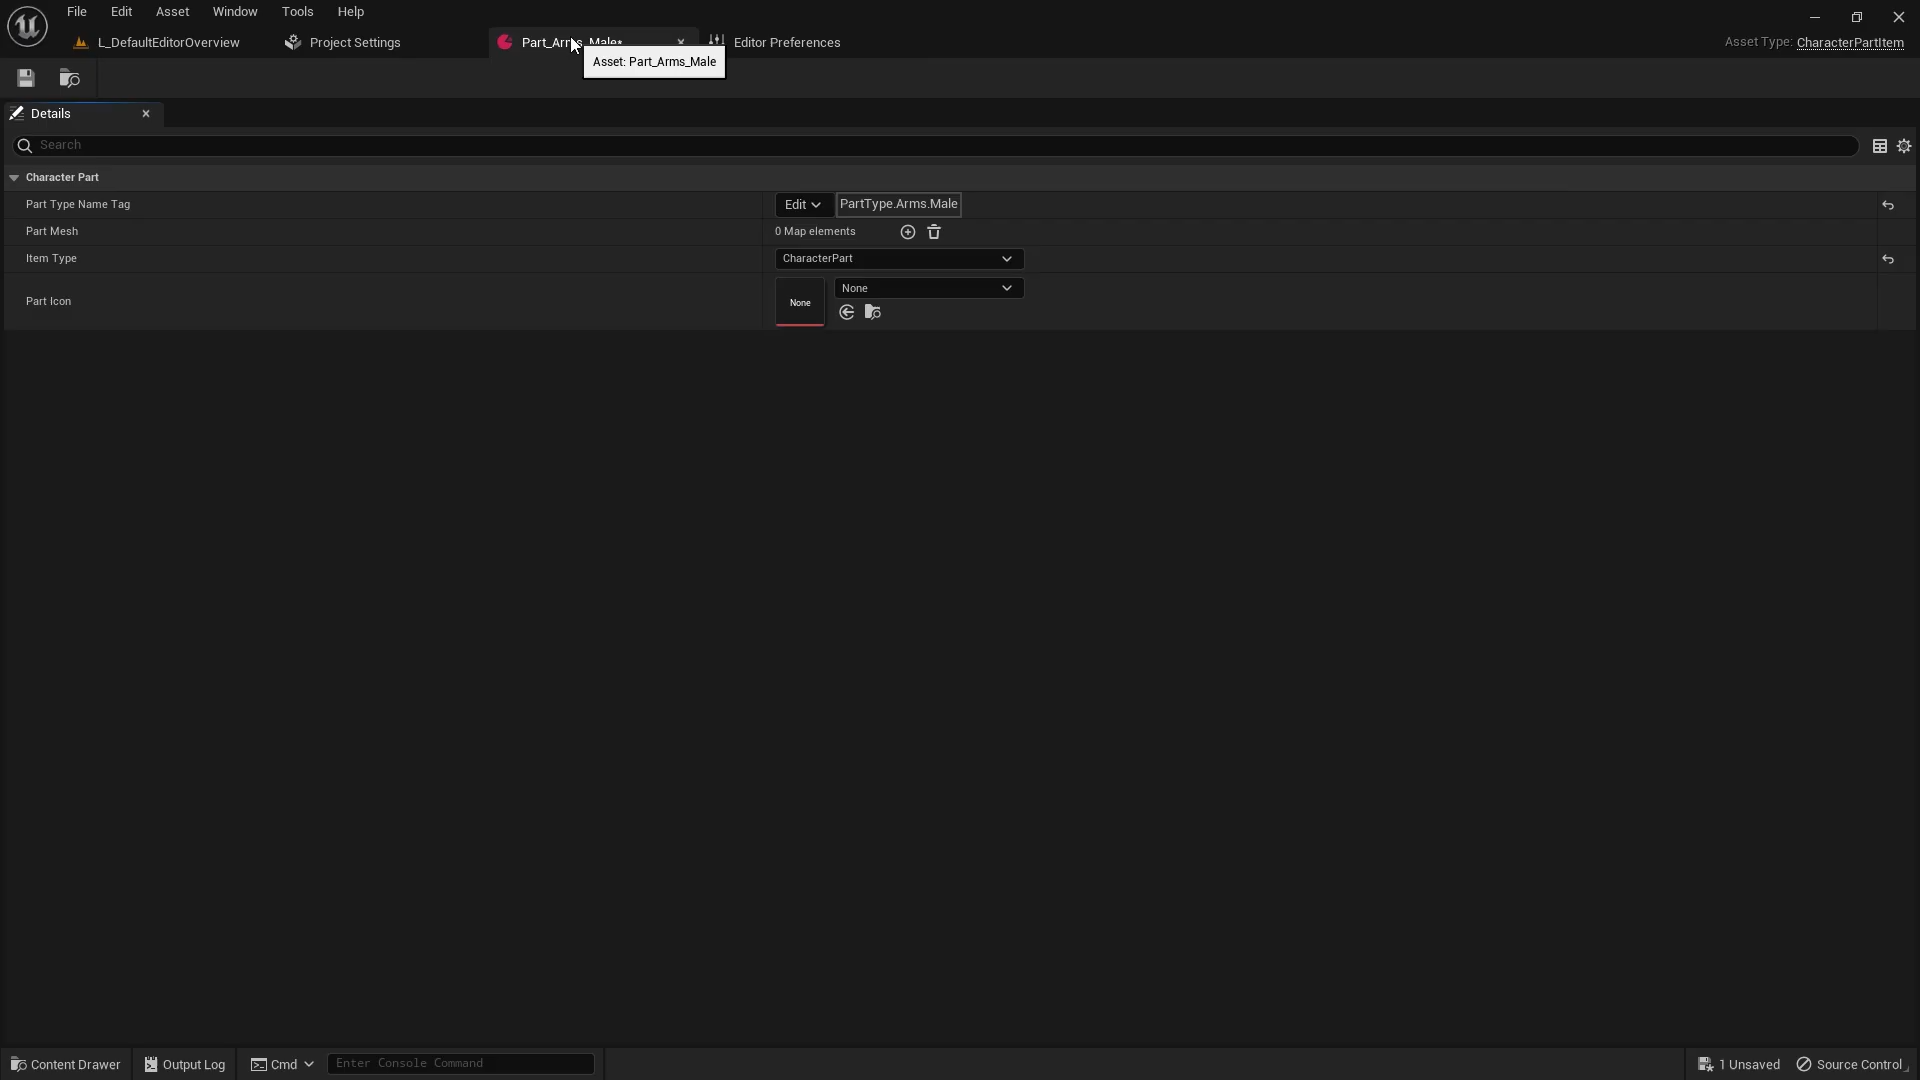 File Edit Asset Window Tools Help
L_DefaultEditorOverview Project Settings Part_Arms_Male* Editor Preferences Asset Type: CharacterPartItem
Asset: Part_Arms_Male
Details
Search
Character Part
Part Type Name Tag Edit PartType.Arms.Male
Part Mesh 0 Map elements
Item Type CharacterPart
Part Icon None None
Content Drawer Output Log Cmd Enter Console Command 1 Unsaved Source Control